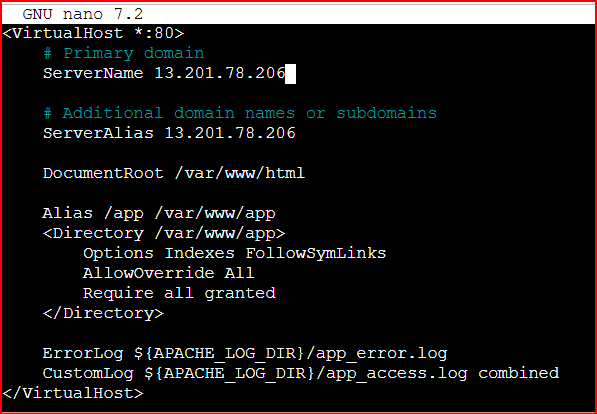 GNU nano 7.2
<VirtualHost *:80>
    # Primary domain
    ServerName 13.201.78.206

    # Additional domain names or subdomains
    ServerAlias 13.201.78.206

    DocumentRoot /var/www/html

    Alias /app /var/www/app
    <Directory /var/www/app>
        Options Indexes FollowSymLinks
        AllowOverride All
        Require all granted
    </Directory>

    ErrorLog ${APACHE_LOG_DIR}/app_error.log
    CustomLog ${APACHE_LOG_DIR}/app_access.log combined
</VirtualHost>